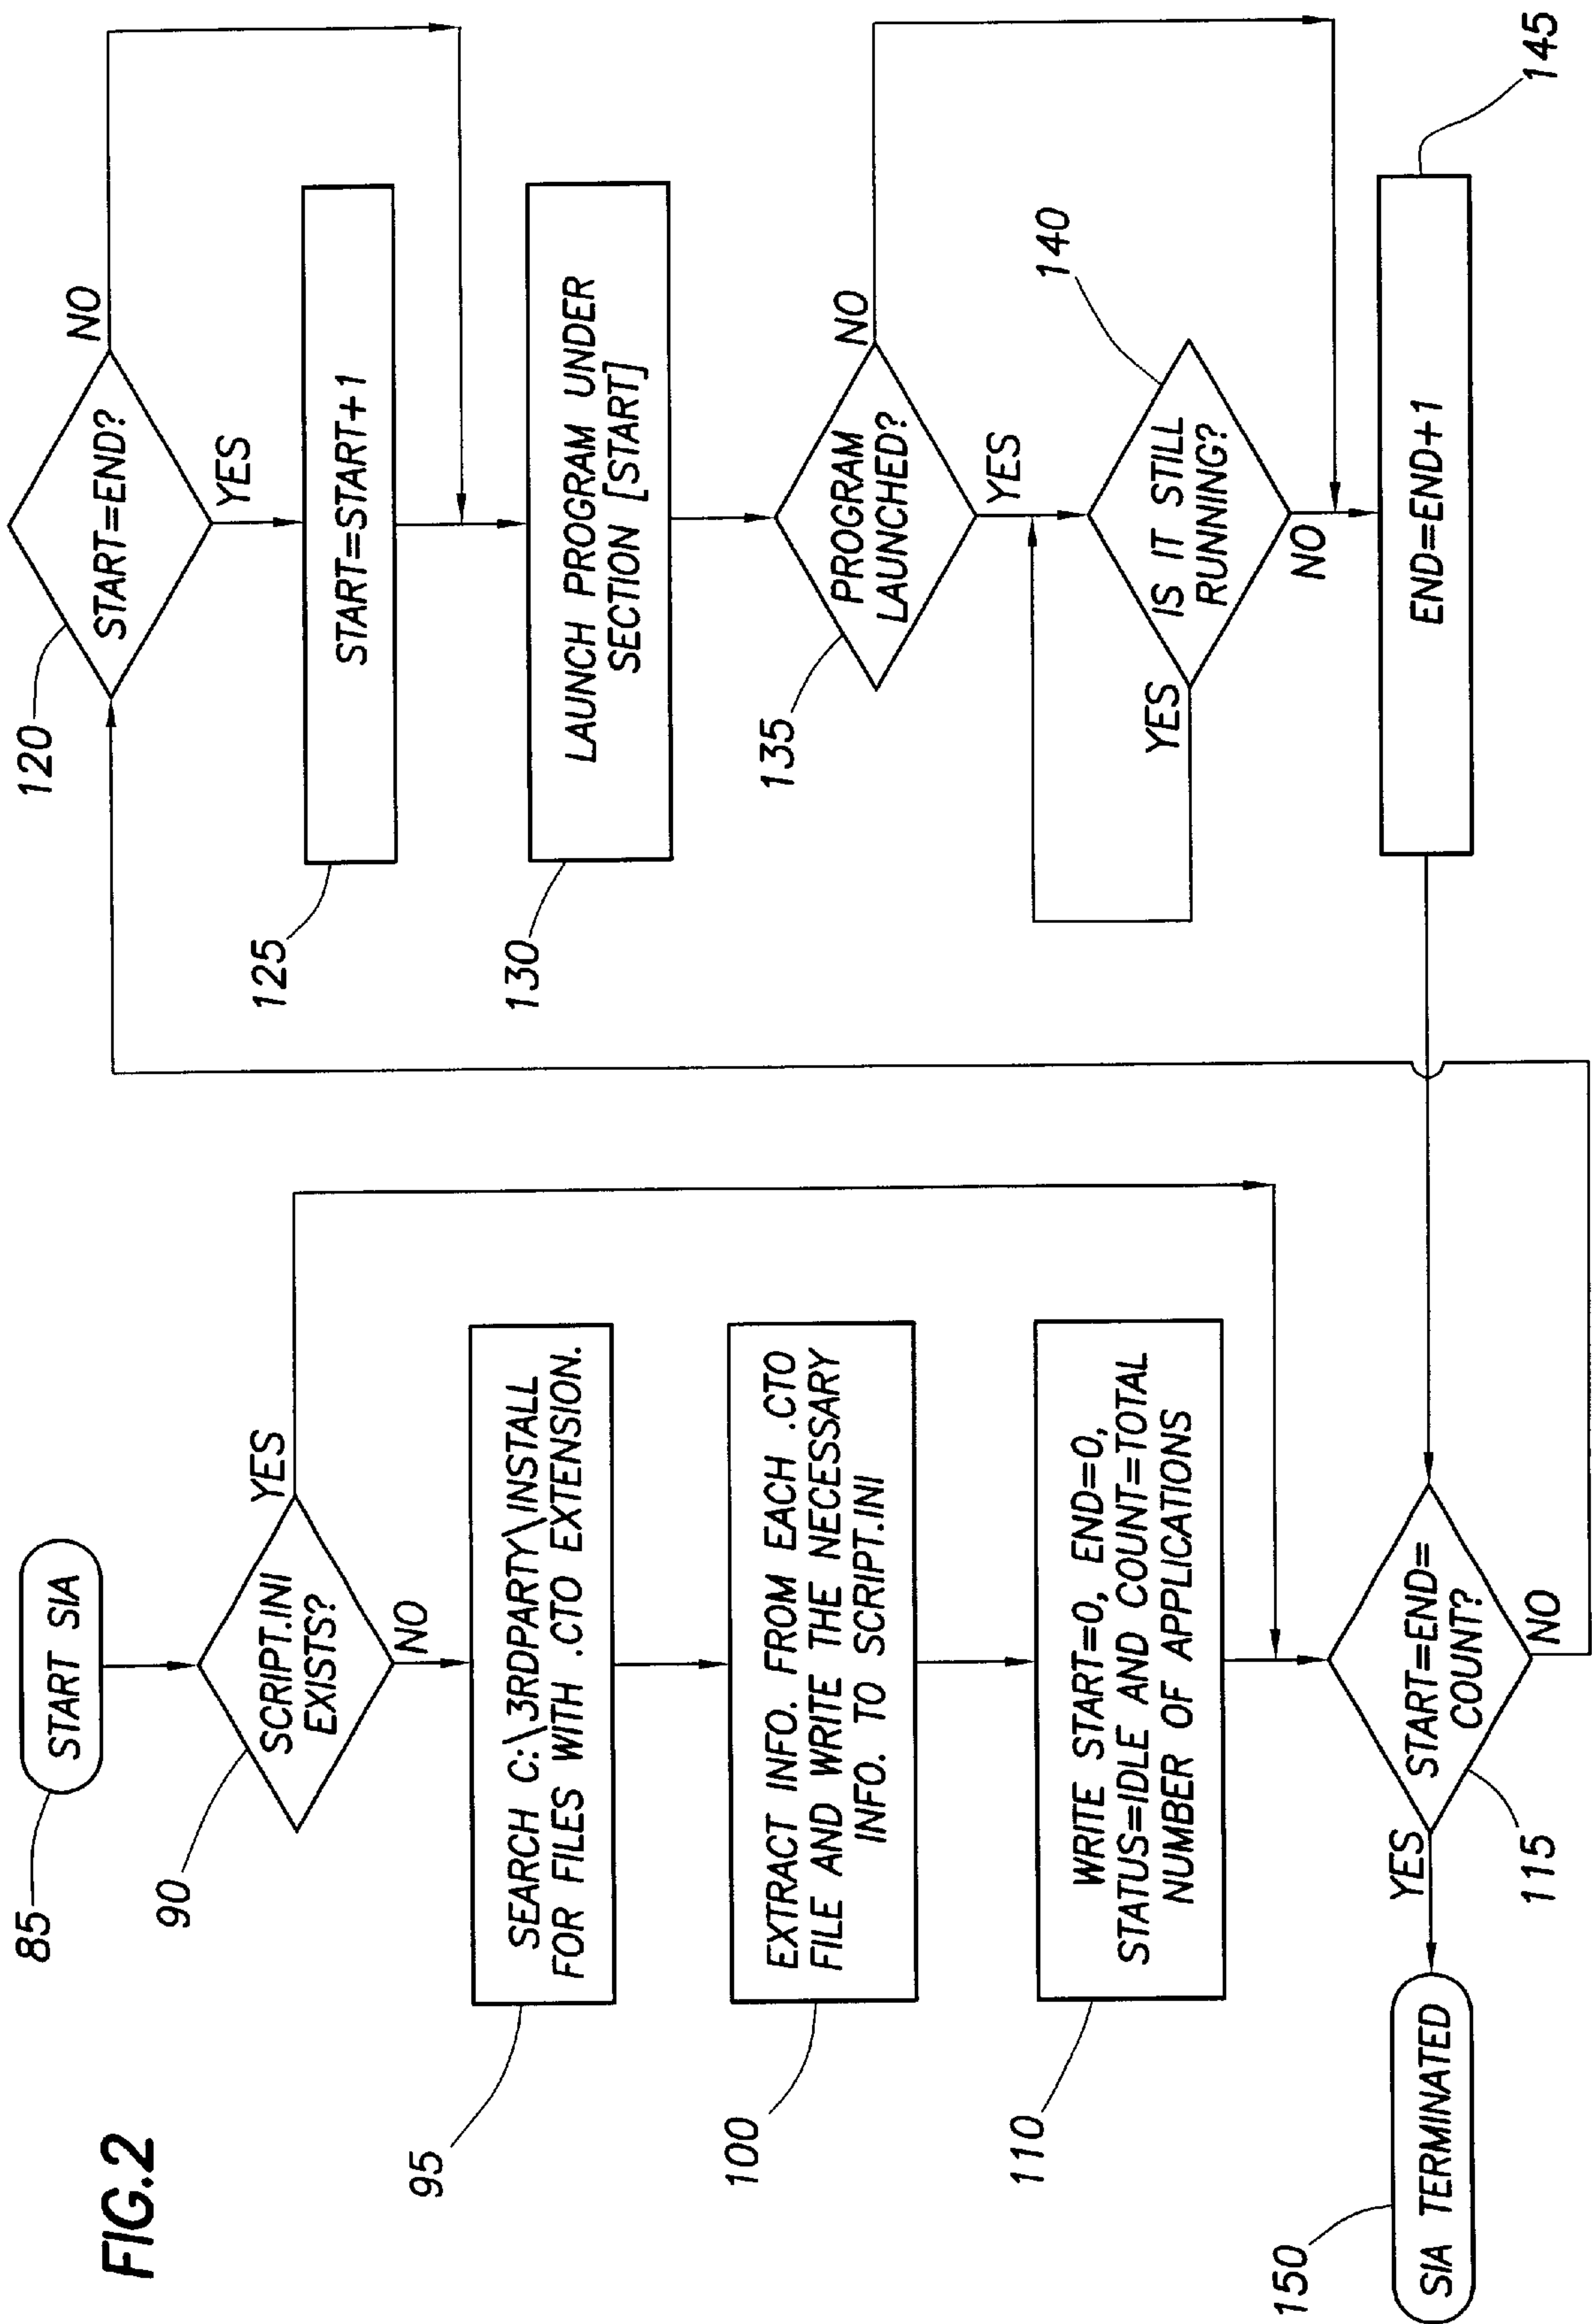 FIG.2
85
START SIA
90
SCRIPT.INI
EXISTS?
YES
NO
95
SEARCH C:\3RDPARTY\INSTALL
FOR FILES WITH .CTO EXTENSION.
100
EXTRACT INFO. FROM EACH .CTO
FILE AND WRITE THE NECESSARY
INFO. TO SCRIPT.INI
110
WRITE START=0, END=0,
STATUS=IDLE AND COUNT=TOTAL
NUMBER OF APPLICATIONS
START=END=
COUNT?
YES
NO
115
150
SIA TERMINATED
120
START=END?
NO
YES
125
START=START+1
130
LAUNCH PROGRAM UNDER
SECTION [START]
135
PROGRAM
LAUNCHED?
NO
YES
140
IS IT STILL
RUNNING?
YES
NO
END=END+1
145